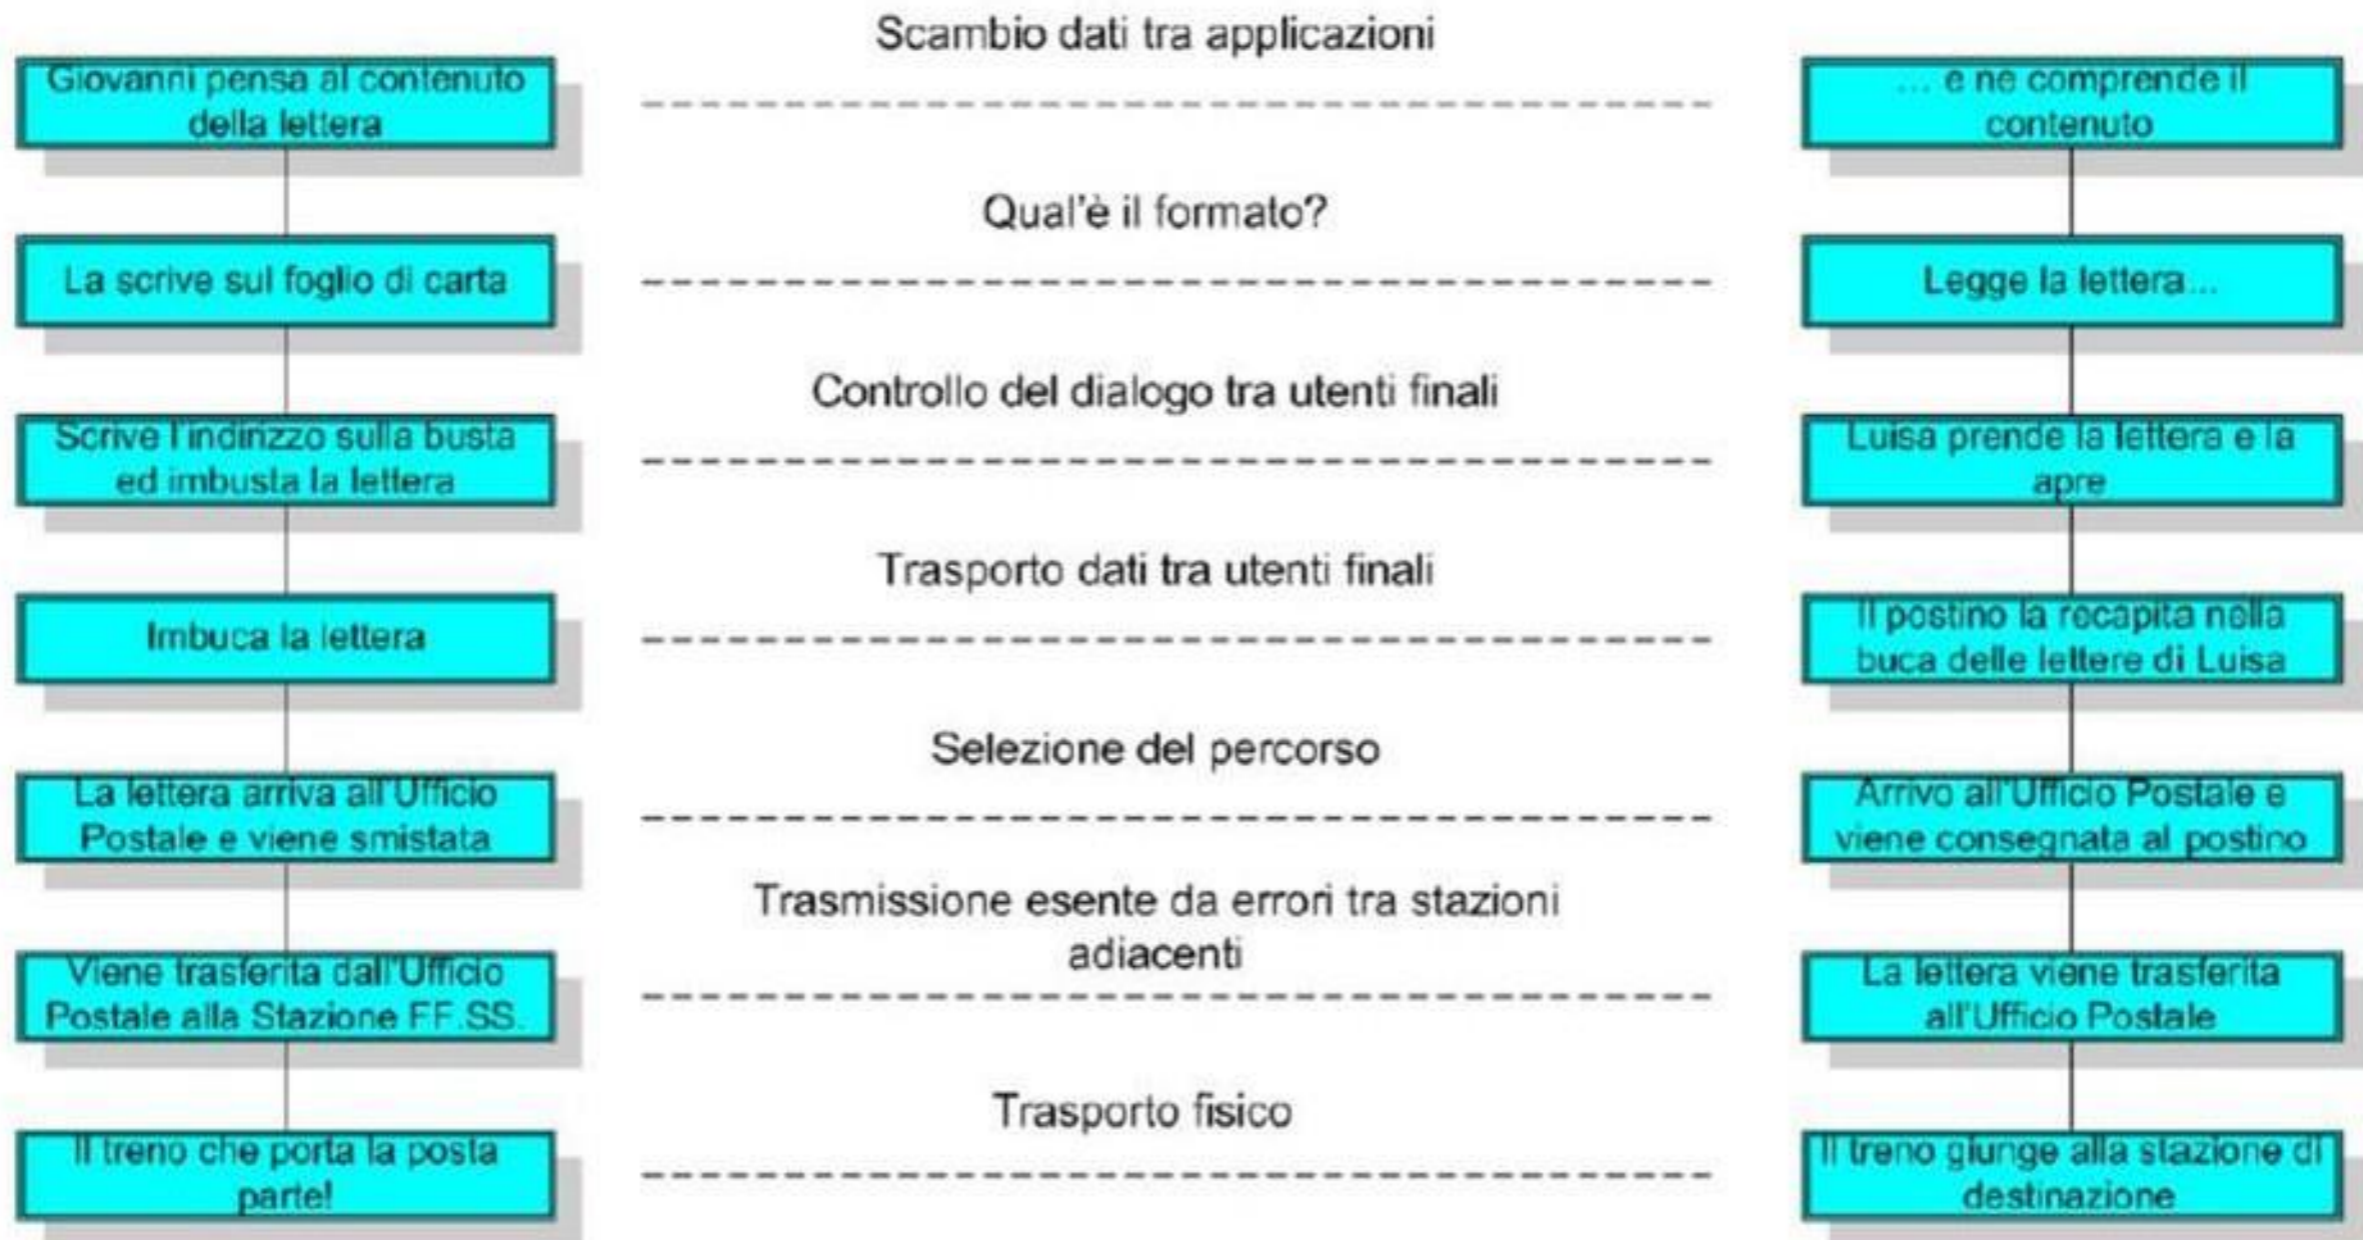 Scambio dati tra applicazioni
Giovanni pensa al contenuto
della lettera
... e ne comprende il
contenuto
Qual'è il formato?
La scrive sul foglio di carta
Legge la lettera...
Controllo del dialogo tra utenti finali
Scrive l'indirizzo sulla busta
ed imbusta la lettera
Luisa prende la lettera e la
apre
Trasporto dati tra utenti finali
Imbuca la lettera
Il postino la recapita nella
buca delle lettere di Luisa
Selezione del percorso
La lettera arriva all'Ufficio
Postale e viene smistata
Arrivo all'Ufficio Postale e
viene consegnata al postino
Trasmissione esente da errori tra stazioni
adiacenti
Viene trasferita dall'Ufficio
Postale alla Stazione FF.SS.
La lettera viene trasferita
all'Ufficio Postale
Trasporto fisico
Il treno che porta la posta
parte!
Il treno giunge alla stazione di
destinazione